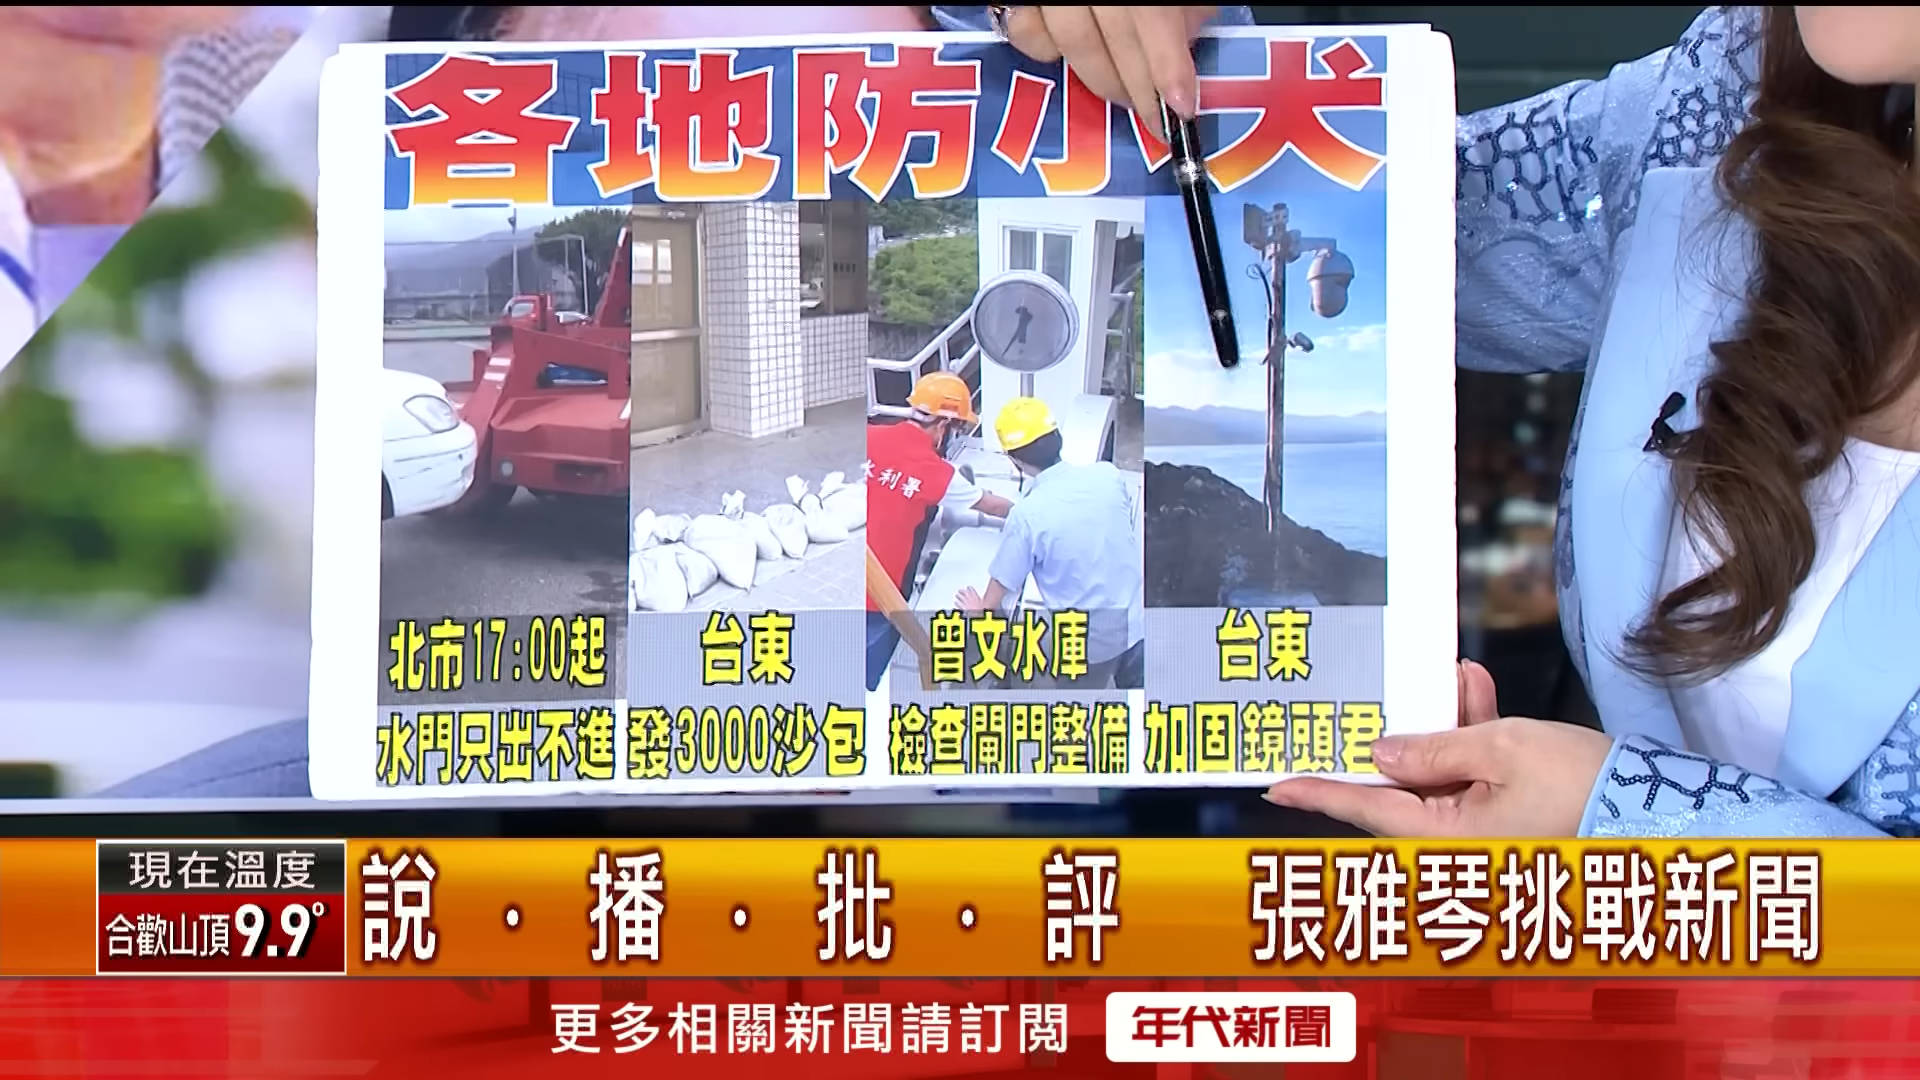 各地防小犬
水利署
北市17:00起
水門只出不進
台東
發3000沙包
曾文水庫
檢查閘門整備
台東
加固鏡頭君
現在溫度
合歡山頂9.9°
說．播．批．評 張雅琴挑戰新聞
更多相關新聞請訂閱 年代新聞